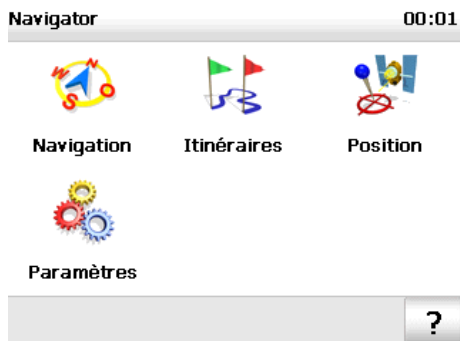 Navigator 00:01
W N S O
Navigation Itinéraires Position
Paramètres
?